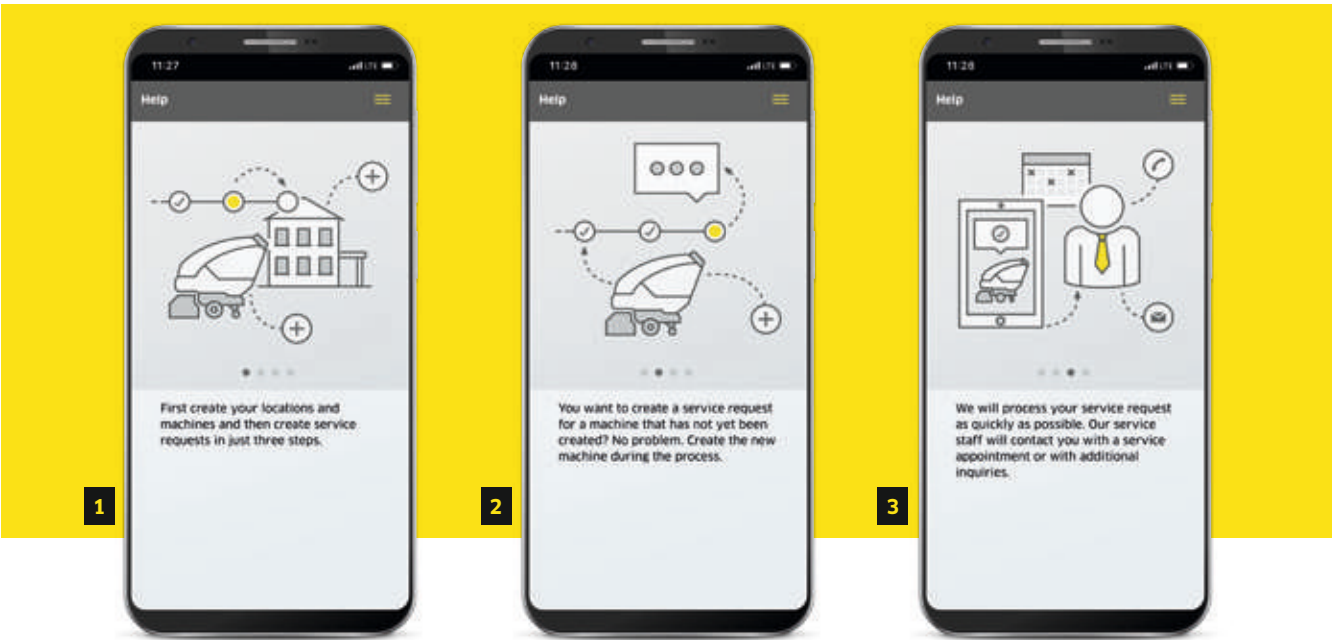 11:27
LTE
Help
First create your locations and
machines and then create service
requests in just three steps.
1
11:28
LTE
Help
You want to create a service request
for a machine that has not yet been
created? No problem. Create the new
machine during the process.
2
11:28
LTE
Help
We will process your service request
as quickly as possible. Our service
staff will contact you with a service
appointment or with additional
inquiries.
3